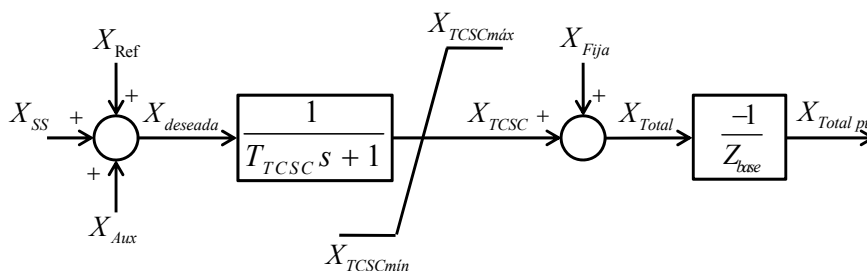 X_Ref
X_TCSCmáx
X_Fija
X_SS
+
+
+
X_deseada
1
T_TCSC s + 1
X_TCSC
+
+
X_Total
-1
Z_base
X_Total pu
X_Aux
X_TCSCmín